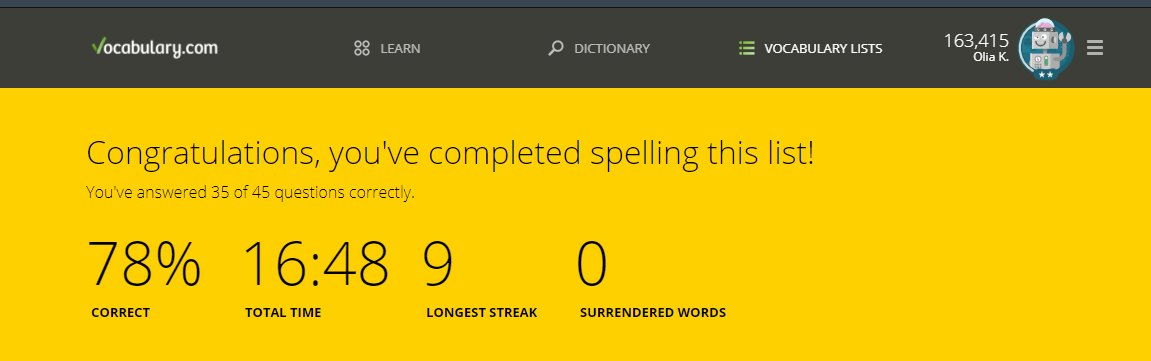 Vocabulary.com LEARN DICTIONARY VOCABULARY LISTS 163,415
Olia K.
Congratulations, you've completed spelling this list!
You've answered 35 of 45 questions correctly.
78% 16:48 9 0
CORRECT TOTAL TIME LONGEST STREAK SURRENDERED WORDS